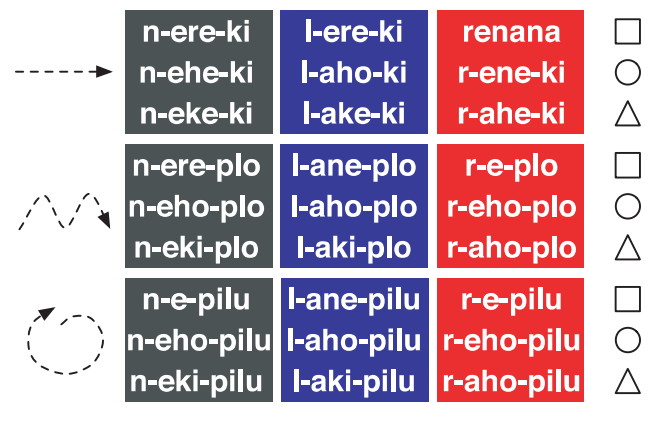 n-ere-ki l-ere-ki renana
n-ehe-ki l-aho-ki r-ene-ki
n-eke-ki l-ake-ki r-ahe-ki
n-ere-plo l-ane-plo r-e-plo
n-eho-plo l-aho-plo r-eho-plo
n-eki-plo l-aki-plo r-aho-plo
n-e-pilu l-ane-pilu r-e-pilu
n-eho-pilu l-aho-pilu r-eho-pilu
n-eki-pilu l-aki-pilu r-aho-pilu